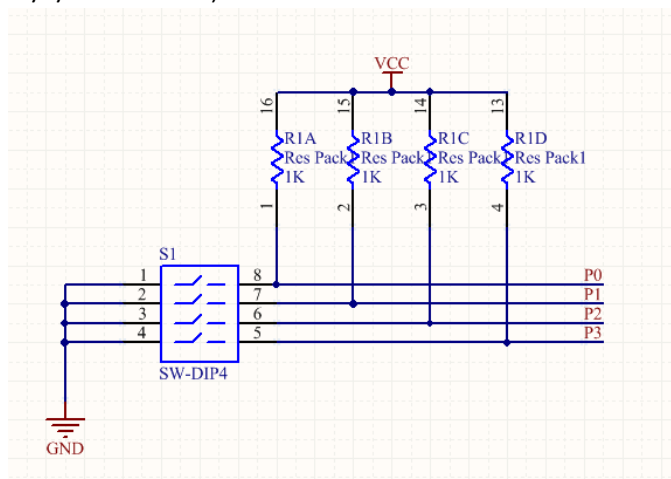 VCC
16 15 14 13
R1A R1B R1C R1D
Res Pack1 Res Pack1 Res Pack1 Res Pack1
1K 1K 1K 1K
1 2 3 4
S1
1 8 P0
2 7 P1
3 6 P2
4 5 P3
SW-DIP4
GND